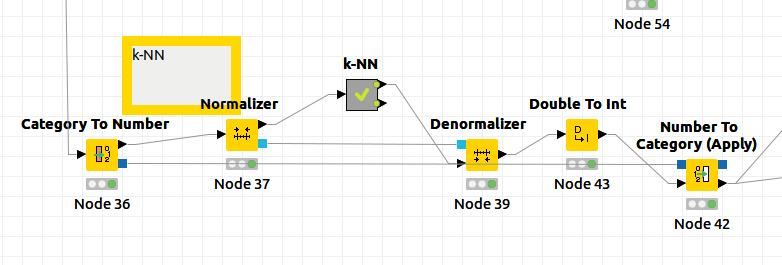 Node 54
k-NN
k-NN
Normalizer
Double To Int
Category To Number
Denormalizer
Number To
Category (Apply)
Node 37
Node 43
Node 36
Node 39
Node 42